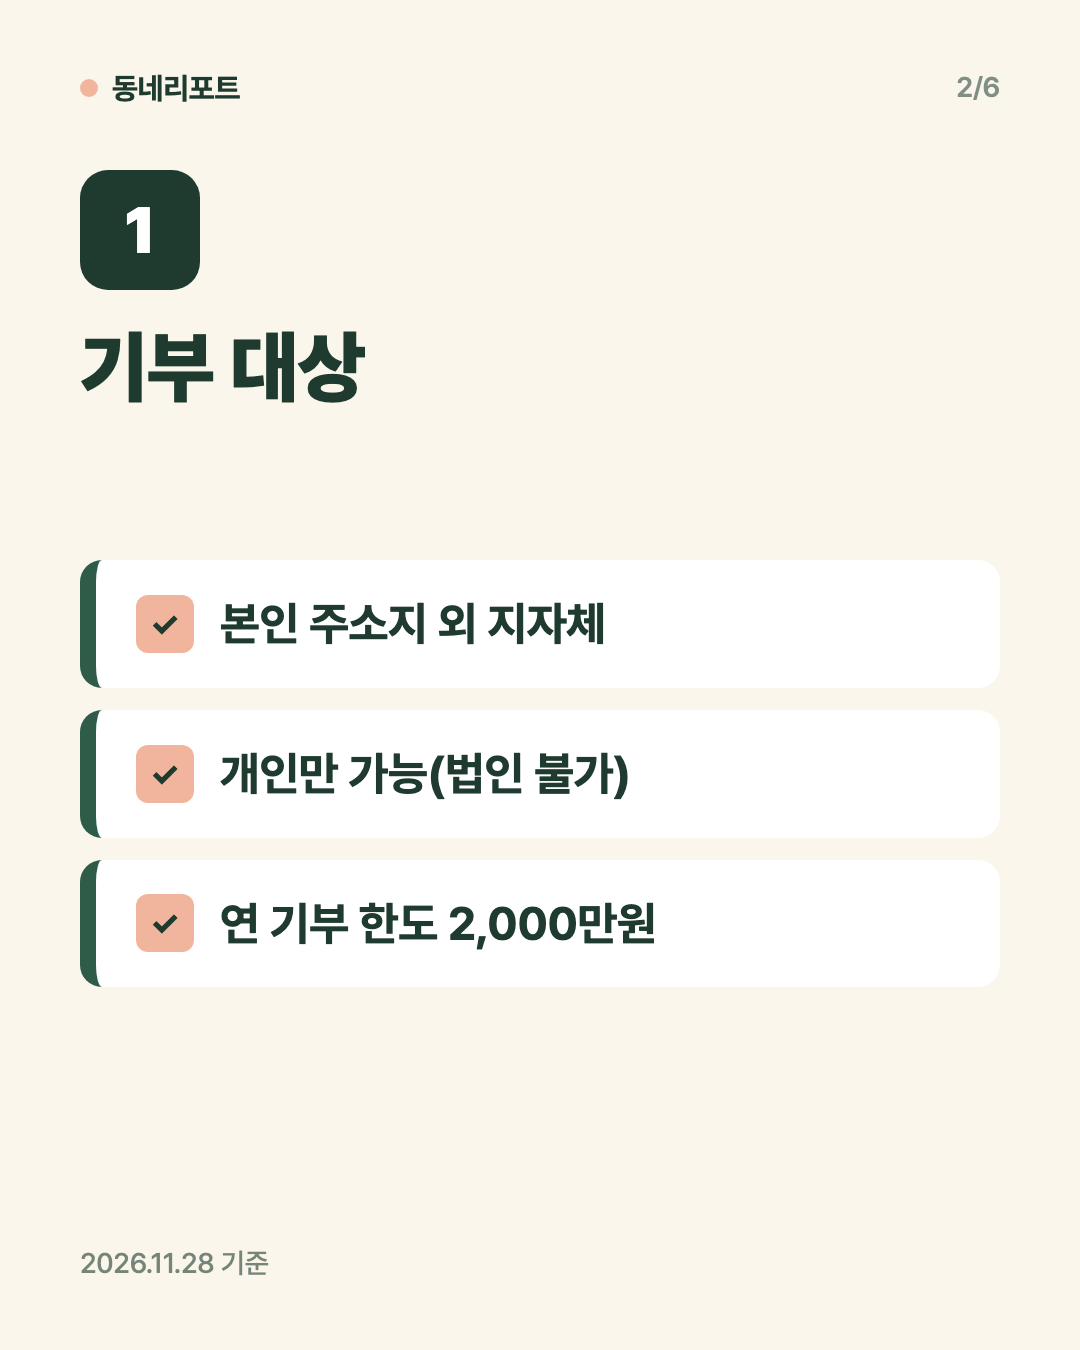 동네리포트
2/6
1
기부 대상
본인 주소지 외 지자체
개인만 가능(법인 불가)
연 기부 한도 2,000만원
2026.11.28 기준